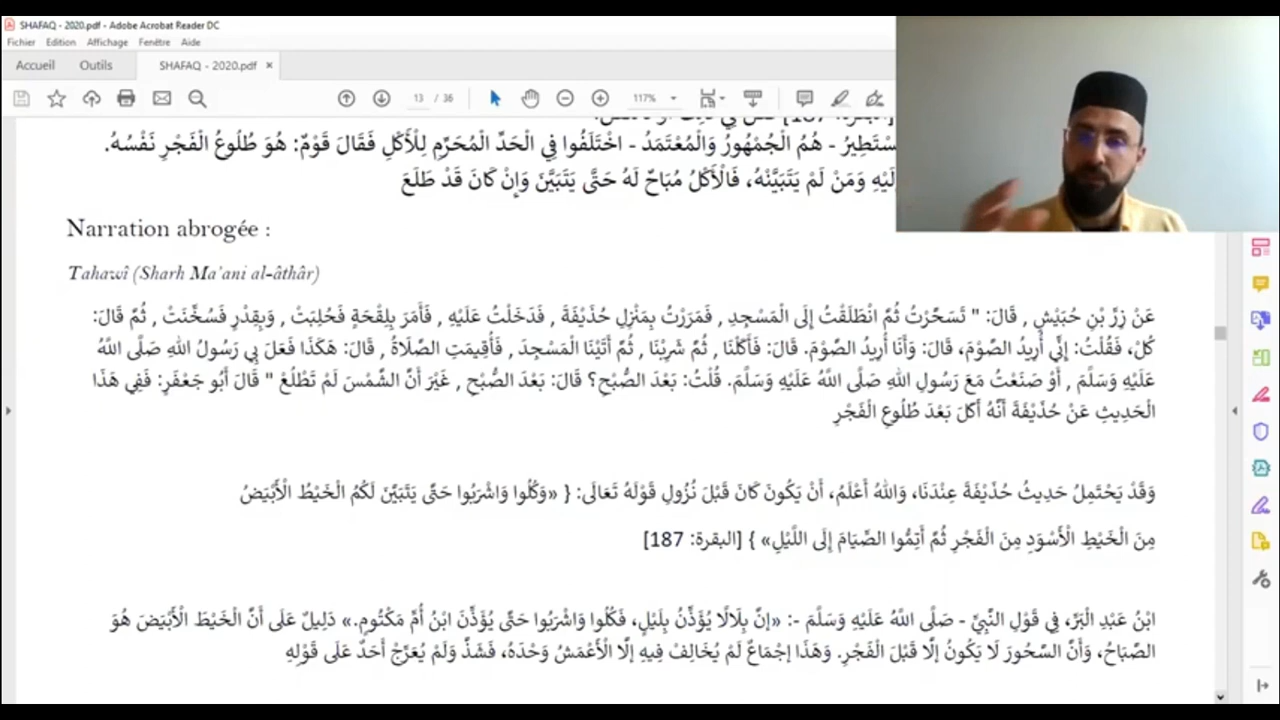 SHAFAQ - 2020.pdf - Adobe Acrobat Reader DC
Fichier Edition Affichage Fenêtre Aide
Accueil Outils SHAFAQ - 2020.pdf ×
13 / 36 117%
هُمُ الْجُمْهُورُ وَالْمُعْتَمَدُ - اخْتَلَفُوا فِي الْحَدِّ الْمُحَرِّمِ لِلْأَكْلِ فَقَالَ قَوْمٌ: هُوَ طُلُوعُ الْفَجْرِ نَفْسُهُ.
وَمَنْ لَمْ يَتَبَيَّنْهُ، فَالْأَكْلُ مُبَاحٌ لَهُ حَتَّى يَتَبَيَّنَ وَإِنْ كَانَ قَدْ طَلَعَ
Narration abrogée :
Tahawî (Sharh Ma'ani al-âthâr)
عَنْ زِرِّ بْنِ حُبَيْشٍ , قَالَ: " تَسَحَّرْتُ ثُمَّ انْطَلَقْتُ إِلَى الْمَسْجِدِ , فَمَرَرْتُ بِمَنْزِلِ حُذَيْفَةَ , فَدَخَلْتُ عَلَيْهِ , فَأَمَرَ بِلِقْحَةٍ فَحُلِبَتْ , وَبِقِدْرٍ فَسُخِّنَتْ , ثُمَّ قَالَ:
كُلْ، فَقُلْتُ: إِنِّي أُرِيدُ الصَّوْمَ، قَالَ: وَأَنَا أُرِيدُ الصَّوْمَ. قَالَ: فَأَكَلْنَا , ثُمَّ شَرِبْنَا , ثُمَّ أَتَيْنَا الْمَسْجِدَ , فَأُقِيمَتِ الصَّلَاةُ , قَالَ: هَكَذَا فَعَلَ بِي رَسُولُ اللهِ صَلَّى اللَّهُ
عَلَيْهِ وَسَلَّمَ , أَوْ صَنَعْتُ مَعَ رَسُولِ اللهِ صَلَّى اللَّهُ عَلَيْهِ وَسَلَّمَ. قُلْتُ: بَعْدَ الصُّبْحِ؟ قَالَ: بَعْدَ الصُّبْحِ , غَيْرَ أَنَّ الشَّمْسَ لَمْ تَطْلُعْ " قَالَ أَبُو جَعْفَرٍ: فَفِي هَذَا
الْحَدِيثِ عَنْ حُذَيْفَةَ أَنَّهُ أَكَلَ بَعْدَ طُلُوعِ الْفَجْرِ
وَقَدْ يَحْتَمِلُ حَدِيثُ حُذَيْفَةَ عِنْدَنَا، وَاللهُ أَعْلَمُ، أَنْ يَكُونَ كَانَ قَبْلَ نُزُولِ قَوْلِهُ تَعَالَى: { «وَكُلُوا وَاشْرَبُوا حَتَّى يَتَبَيَّنَ لَكُمُ الْخَيْطُ الْأَبْيَضُ
مِنَ الْخَيْطِ الْأَسْوَدِ مِنَ الْفَجْرِ ثُمَّ أَتِمُّوا الصِّيَامَ إِلَى اللَّيْلِ» } [البقرة: 187]
ابْنُ عَبْدِ الْبَرِّ، فِي قَوْلِ النَّبِيِّ - صَلَّى اللهُ عَلَيْهِ وَسَلَّمَ -: «إِنَّ بِلَالًا يُؤَذِّنُ بِلَيْلٍ، فَكُلُوا وَاشْرَبُوا حَتَّى يُؤَذِّنَ ابْنُ أُمِّ مَكْتُومٍ.» دَلِيلٌ عَلَى أَنَّ الْخَيْطَ الْأَبْيَضَ هُوَ
الصِّبَاحُ، وَأَنَّ السَّحُورَ لَا يَكُونُ إِلَّا قَبْلَ الْفَجْرِ. وَهَذَا إِجْمَاعٌ لَمْ يُخَالِفْ فِيهِ إِلَّا الْأَعْمَشُ وَحْدَهُ، فَشَذَّ وَلَمْ يُعَرِّجْ أَحَدٌ عَلَى قَوْلِهِ